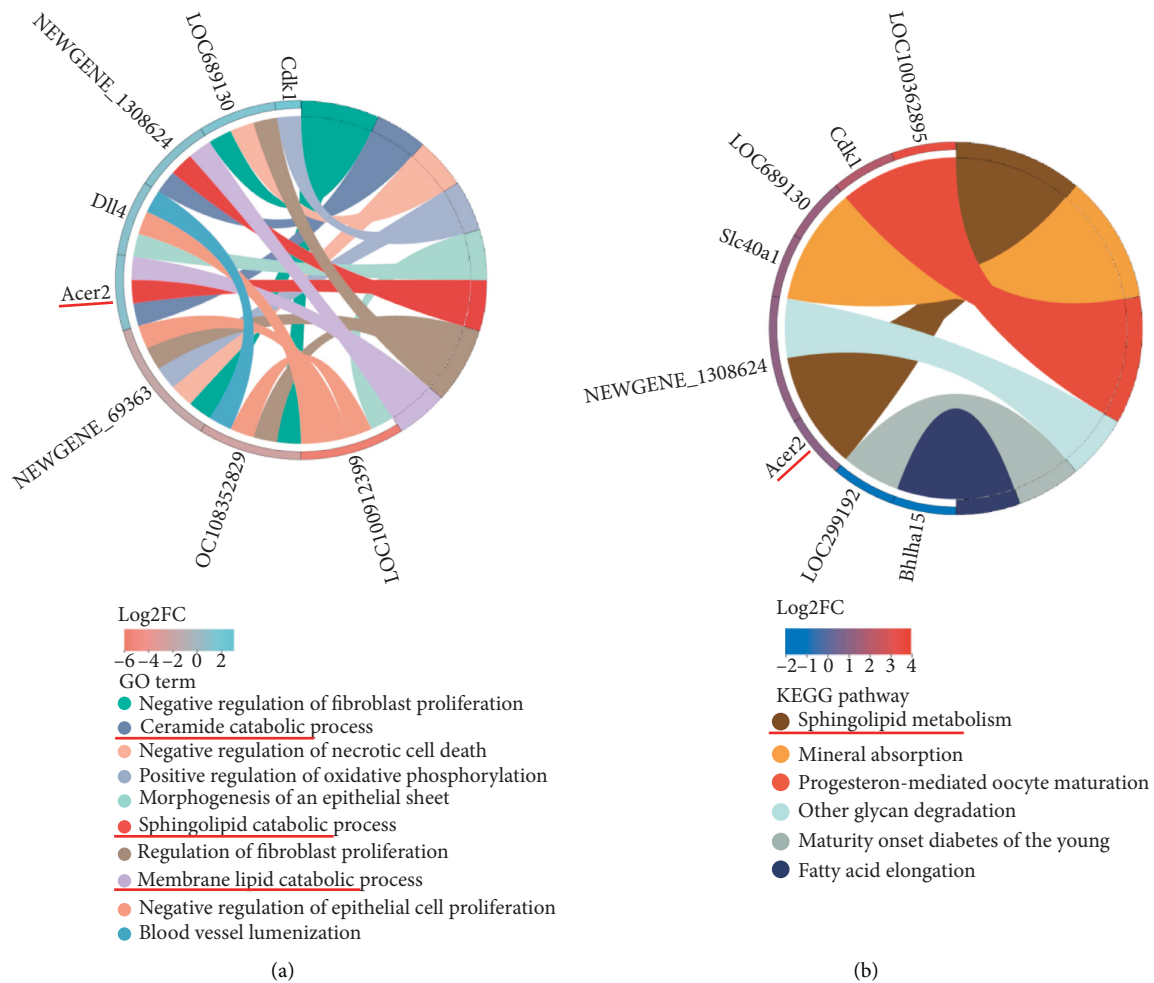 Cdk1
LOC689130
NEWGENE_1308624
Dll4
Acer2
NEWGENE_69363
OC108352829
LOC100912399
Log2FC
−6 −4 −2 0 2
GO term
Negative regulation of fibroblast proliferation
Ceramide catabolic process
Negative regulation of necrotic cell death
Positive regulation of oxidative phosphorylation
Morphogenesis of an epithelial sheet
Sphingolipid catabolic process
Regulation of fibroblast proliferation
Membrane lipid catabolic process
Negative regulation of epithelial cell proliferation
Blood vessel lumenization
(a)
LOC100362895
Cdk1
LOC689130
Slc40a1
NEWGENE_1308624
Acer2
LOC299192
Bhlha15
Log2FC
−2 −1 0 1 2 3 4
KEGG pathway
Sphingolipid metabolism
Mineral absorption
Progesteron-mediated oocyte maturation
Other glycan degradation
Maturity onset diabetes of the young
Fatty acid elongation
(b)